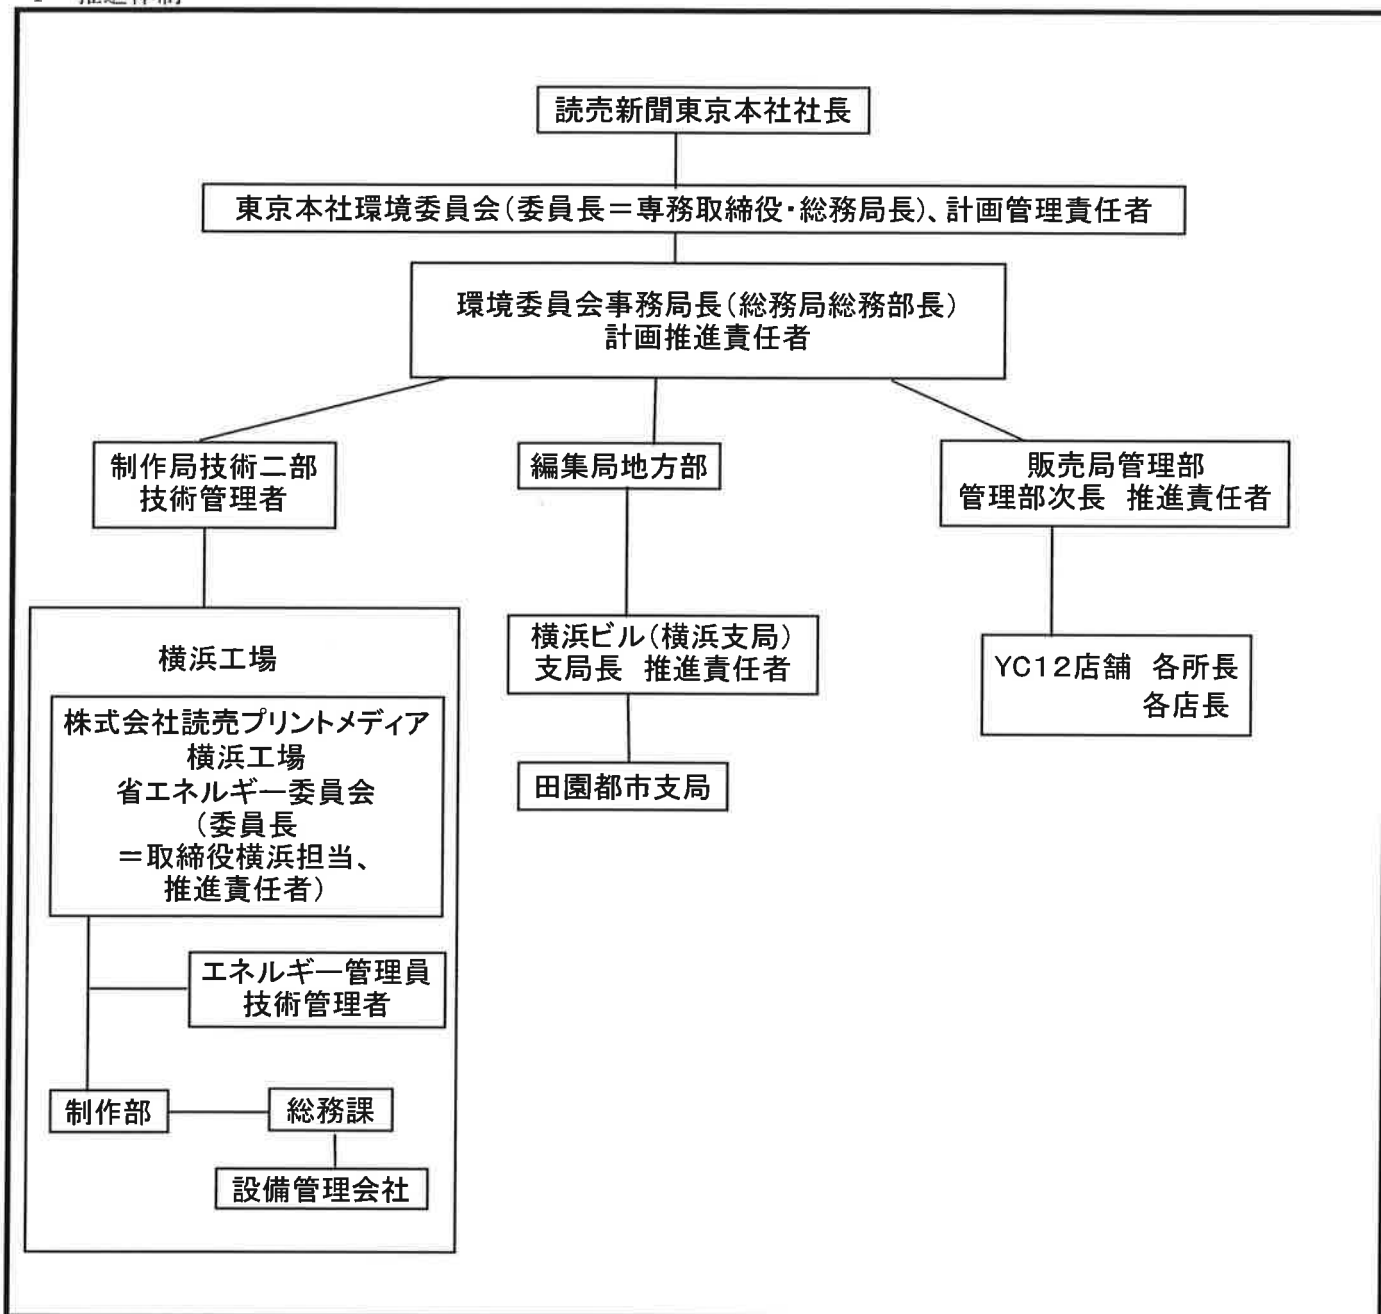 読売新聞東京本社社長
東京本社環境委員会(委員長=専務取締役・総務局長)、計画管理責任者
環境委員会事務局長(総務局総務部長)
計画推進責任者
制作局技術二部
技術管理者
編集局地方部
販売局管理部
管理部次長 推進責任者
横浜工場
株式会社読売プリントメディア
横浜工場
省エネルギー委員会
(委員長
=取締役横浜担当、
推進責任者)
エネルギー管理員
技術管理者
制作部
総務課
設備管理会社
横浜ビル(横浜支局)
支局長 推進責任者
田園都市支局
YC12店舗 各所長
各店長